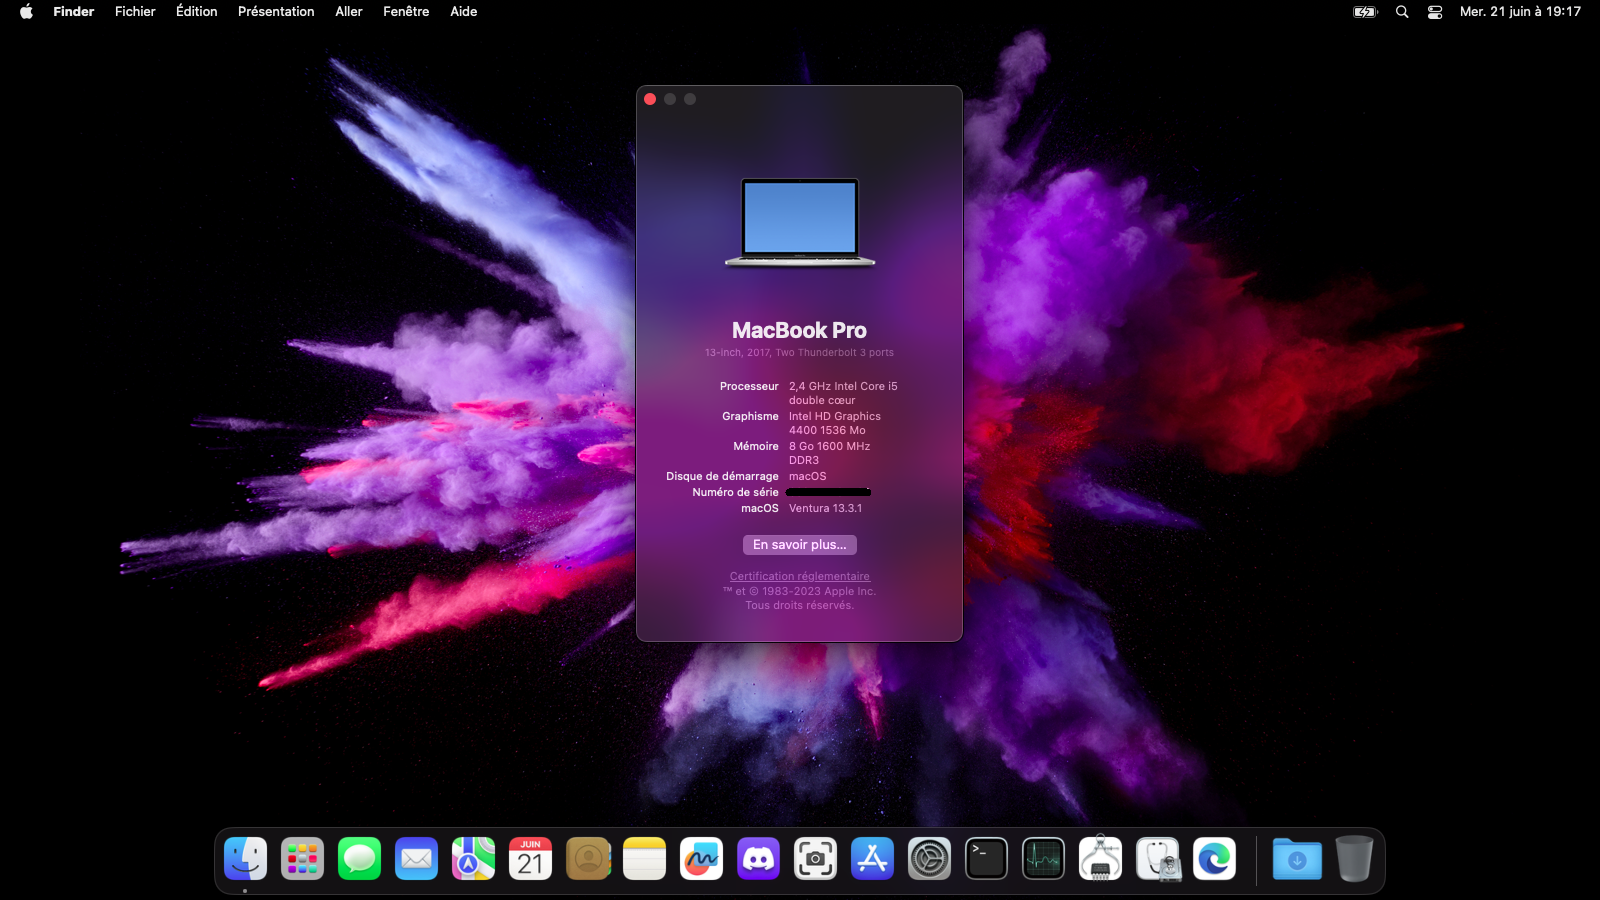 Finder Fichier Édition Présentation Aller Fenêtre Aide Mer. 21 juin à 19:17
MacBook Pro
13-inch, 2017, Two Thunderbolt 3 ports
Processeur 2,4 GHz Intel Core i5
double cœur
Graphisme Intel HD Graphics
4400 1536 Mo
Mémoire 8 Go 1600 MHz
DDR3
Disque de démarrage macOS
Numéro de série
macOS Ventura 13.3.1
En savoir plus...
Certification réglementaire
™ et © 1983-2023 Apple Inc.
Tous droits réservés.
JUIN
21
>_